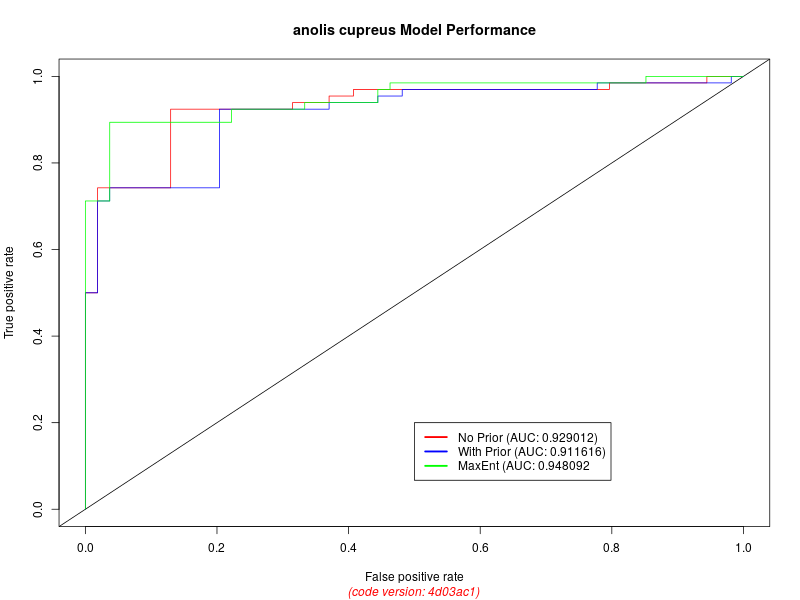 anolis cupreus Model Performance
True positive rate
1.0
0.8
0.6
0.4
0.2
0.0
No Prior (AUC: 0.929012)
With Prior (AUC: 0.911616)
MaxEnt (AUC: 0.948092
0.0 0.2 0.4 0.6 0.8 1.0
False positive rate
(code version: 4d03ac1)